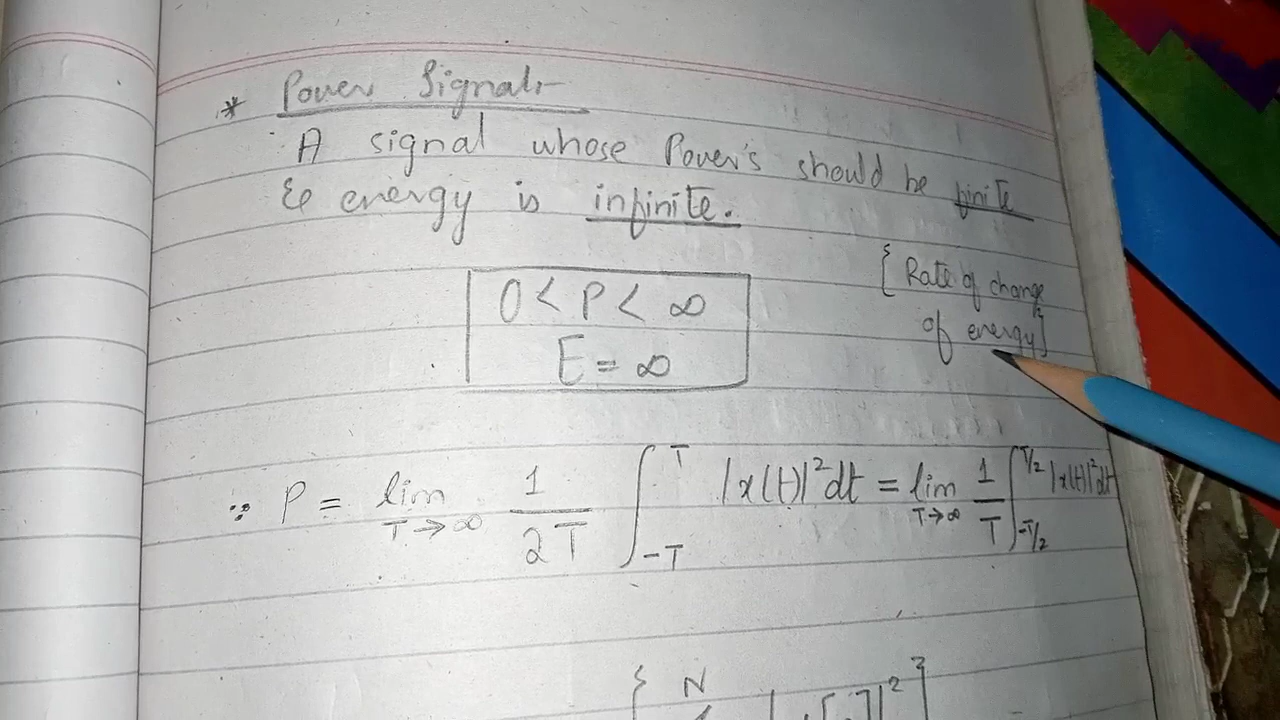 * Power Signal:-
A signal whose Power's should be finite
& energy is infinite.
0 < P < ∞
E = ∞
{Rate of change
of energy}
∵ P = lim T→∞ 1/2T ∫_{-T}^{T} |x(t)|² dt = lim T→∞ 1/T ∫_{-T/2}^{T/2} |x(t)|² dt
N